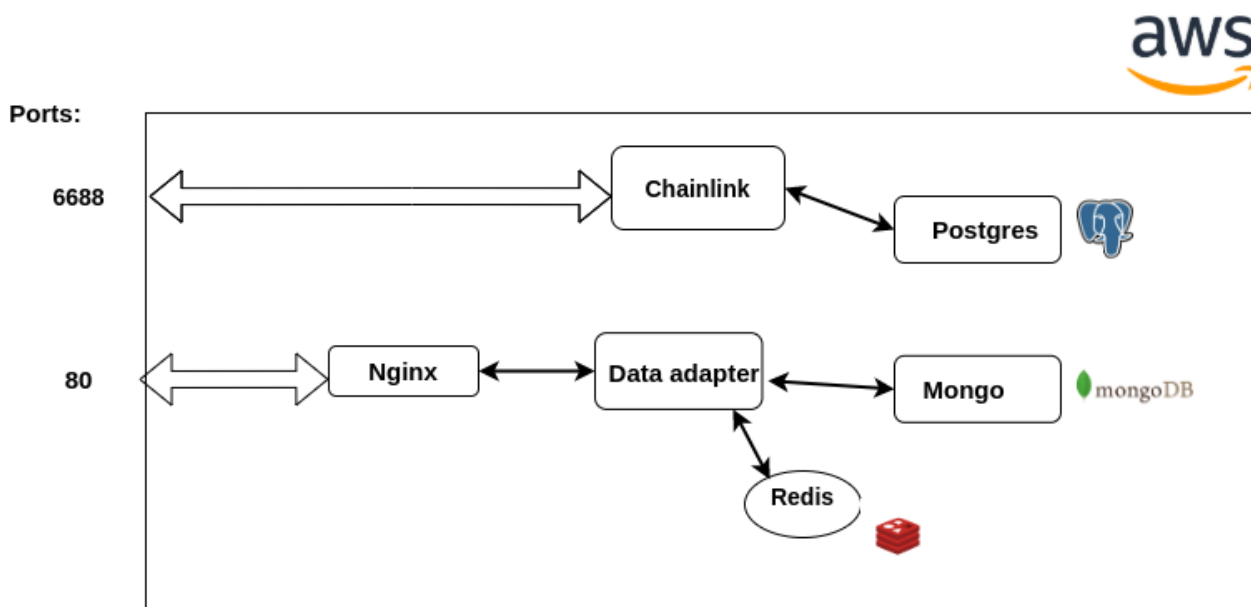 aws
Ports:
6688
Chainlink
Postgres
80
Nginx
Data adapter
Mongo
mongoDB
Redis